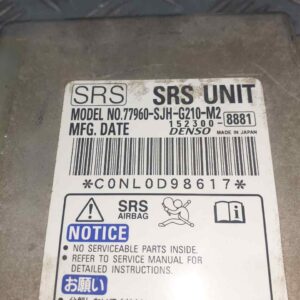 SRS SRS UNIT
MODEL NO.77960-SJH-G210-M2
152300-8881
MFG. DATE DENSO MADE IN JAPAN
*C0NL0D98617*
SRS
AIRBAG
NOTICE
• NO SERVICEABLE PARTS INSIDE.
• REFER TO SERVICE MANUAL FOR
DETAILED INSTRUCTIONS.
お願い